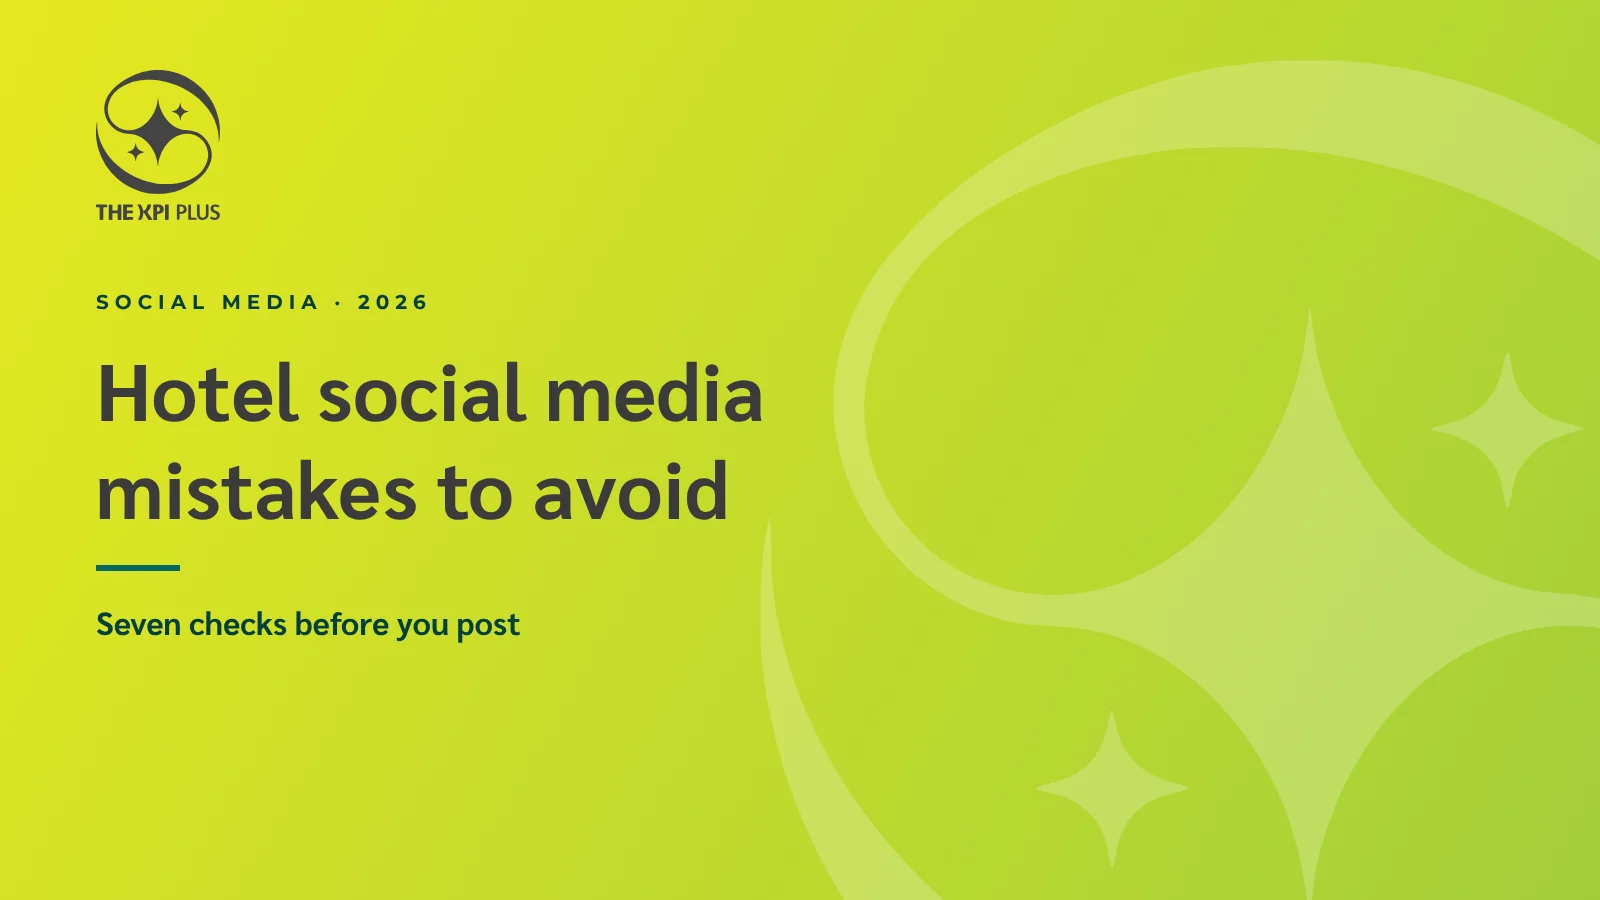 THE XPI PLUS
SOCIAL MEDIA · 2026
Hotel social media
mistakes to avoid
Seven checks before you post